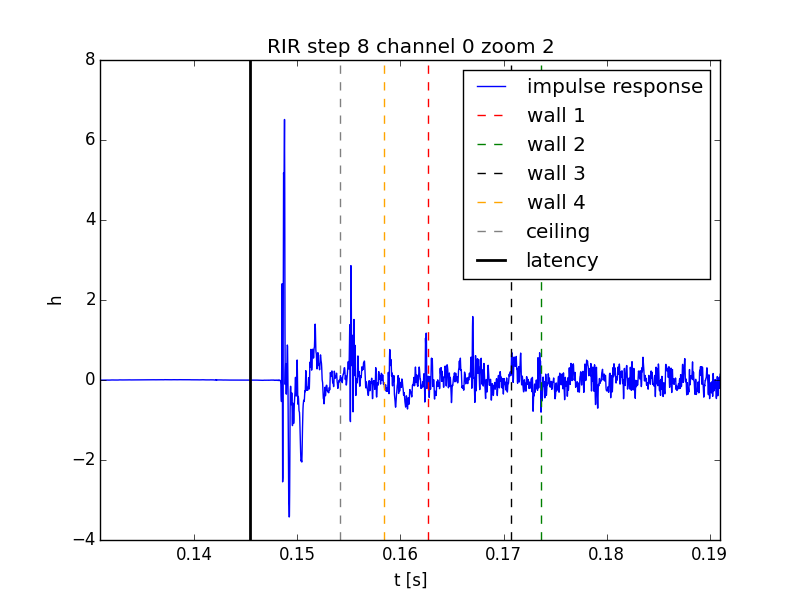 RIR step 8 channel 0 zoom 2
8
6
4
2
0
−2
−4
h
impulse response
wall 1
wall 2
wall 3
wall 4
ceiling
latency
0.14 0.15 0.16 0.17 0.18 0.19
t [s]